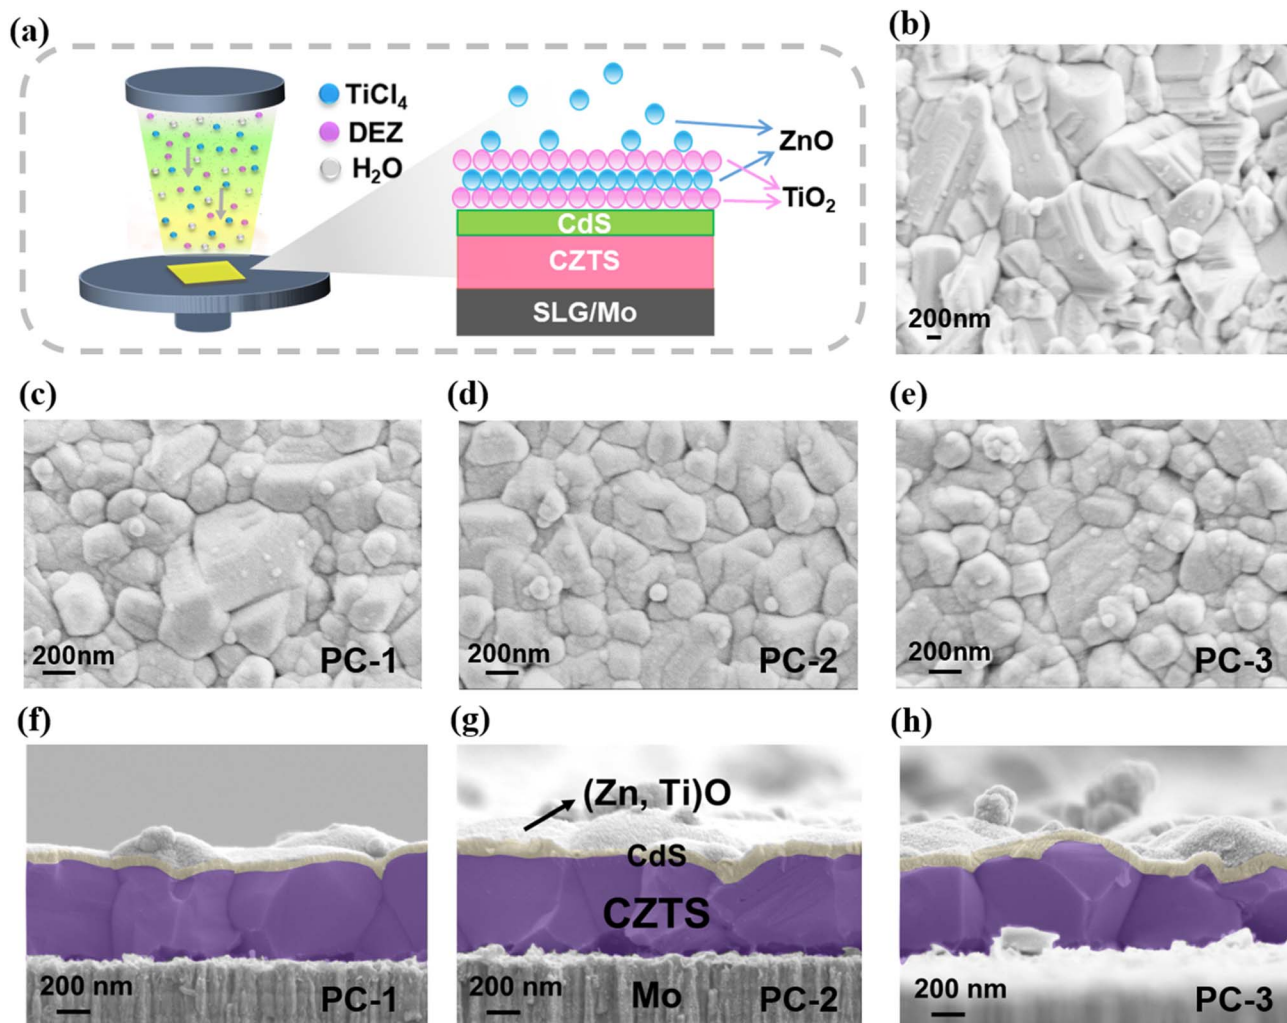 (a)
TiCl4
DEZ
H2O
ZnO
TiO2
CdS
CZTS
SLG/Mo
(b)
200nm
(c)
200nm
PC-1
(d)
200nm
PC-2
(e)
200nm
PC-3
(f)
200 nm
PC-1
(g)
(Zn, Ti)O
CdS
CZTS
200 nm
Mo
PC-2
(h)
200 nm
PC-3